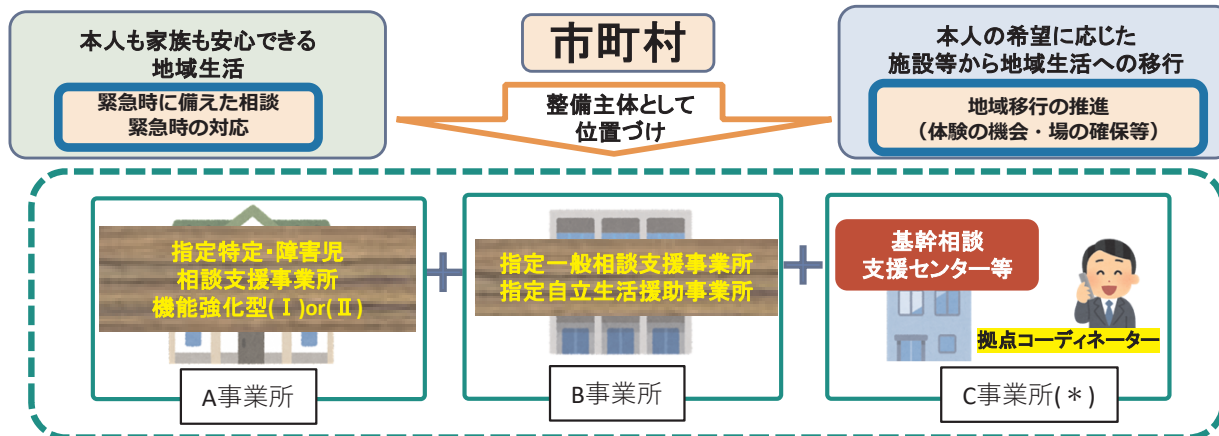 本人も家族も安心できる
地域生活
緊急時に備えた相談
緊急時の対応
市町村
整備主体として
位置づけ
本人の希望に応じた
施設等から地域生活への移行
地域移行の推進
（体験の機会・場の確保等）
指定特定・障害児
相談支援事業所
機能強化型(Ⅰ)or(Ⅱ)
A事業所
+
指定一般相談支援事業所
指定自立生活援助事業所
B事業所
+
基幹相談
支援センター等
拠点コーディネーター
C事業所(＊)